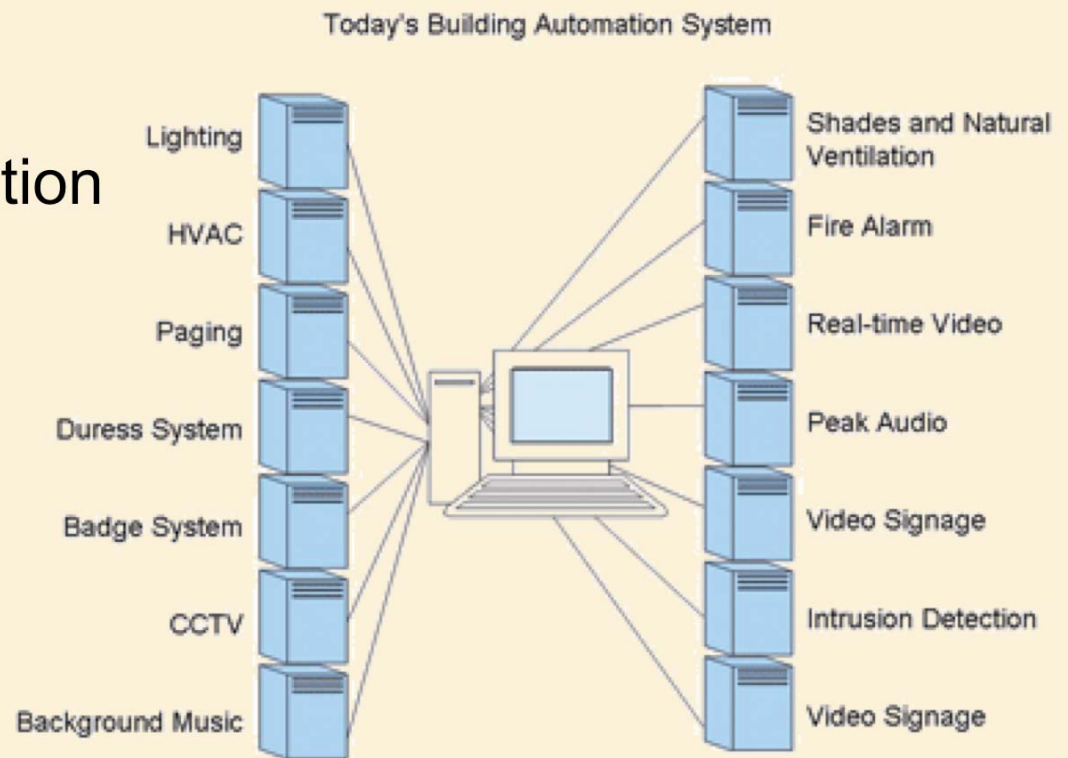 Today's Building Automation System
tion
Lighting
HVAC
Paging
Duress System
Badge System
CCTV
Background Music
Shades and Natural
Ventilation
Fire Alarm
Real-time Video
Peak Audio
Video Signage
Intrusion Detection
Video Signage